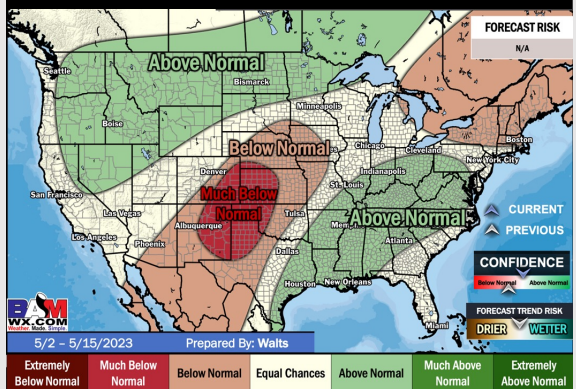 FORECAST RISK
N/A
Seattle
Above Normal
Bismarck
Minneapolis
Boise
Boston
Chicago
Cleveland
New York City
Below Normal
Denver
Indianapolis
San Francisco
Much Below
Normal
St. Louis
Las Vegas
Tulsa
Above Normal
CURRENT
Los Angeles
Albuquerque
PREVIOUS
Phoenix
Atlanta
Dallas
CONFIDENCE
Below Normal
Above Normal
Houston
New Orleans
BAM
WX.COM
Weather. Made. Simple
FORECAST TREND RISK
DRIER
WETTER
Miami
5/2 – 5/15/2023
Prepared By: Walts
Extremely
Below Normal
Much Below
Normal
Below Normal
Equal Chances
Above Normal
Much Above
Normal
Extremely
Above Normal